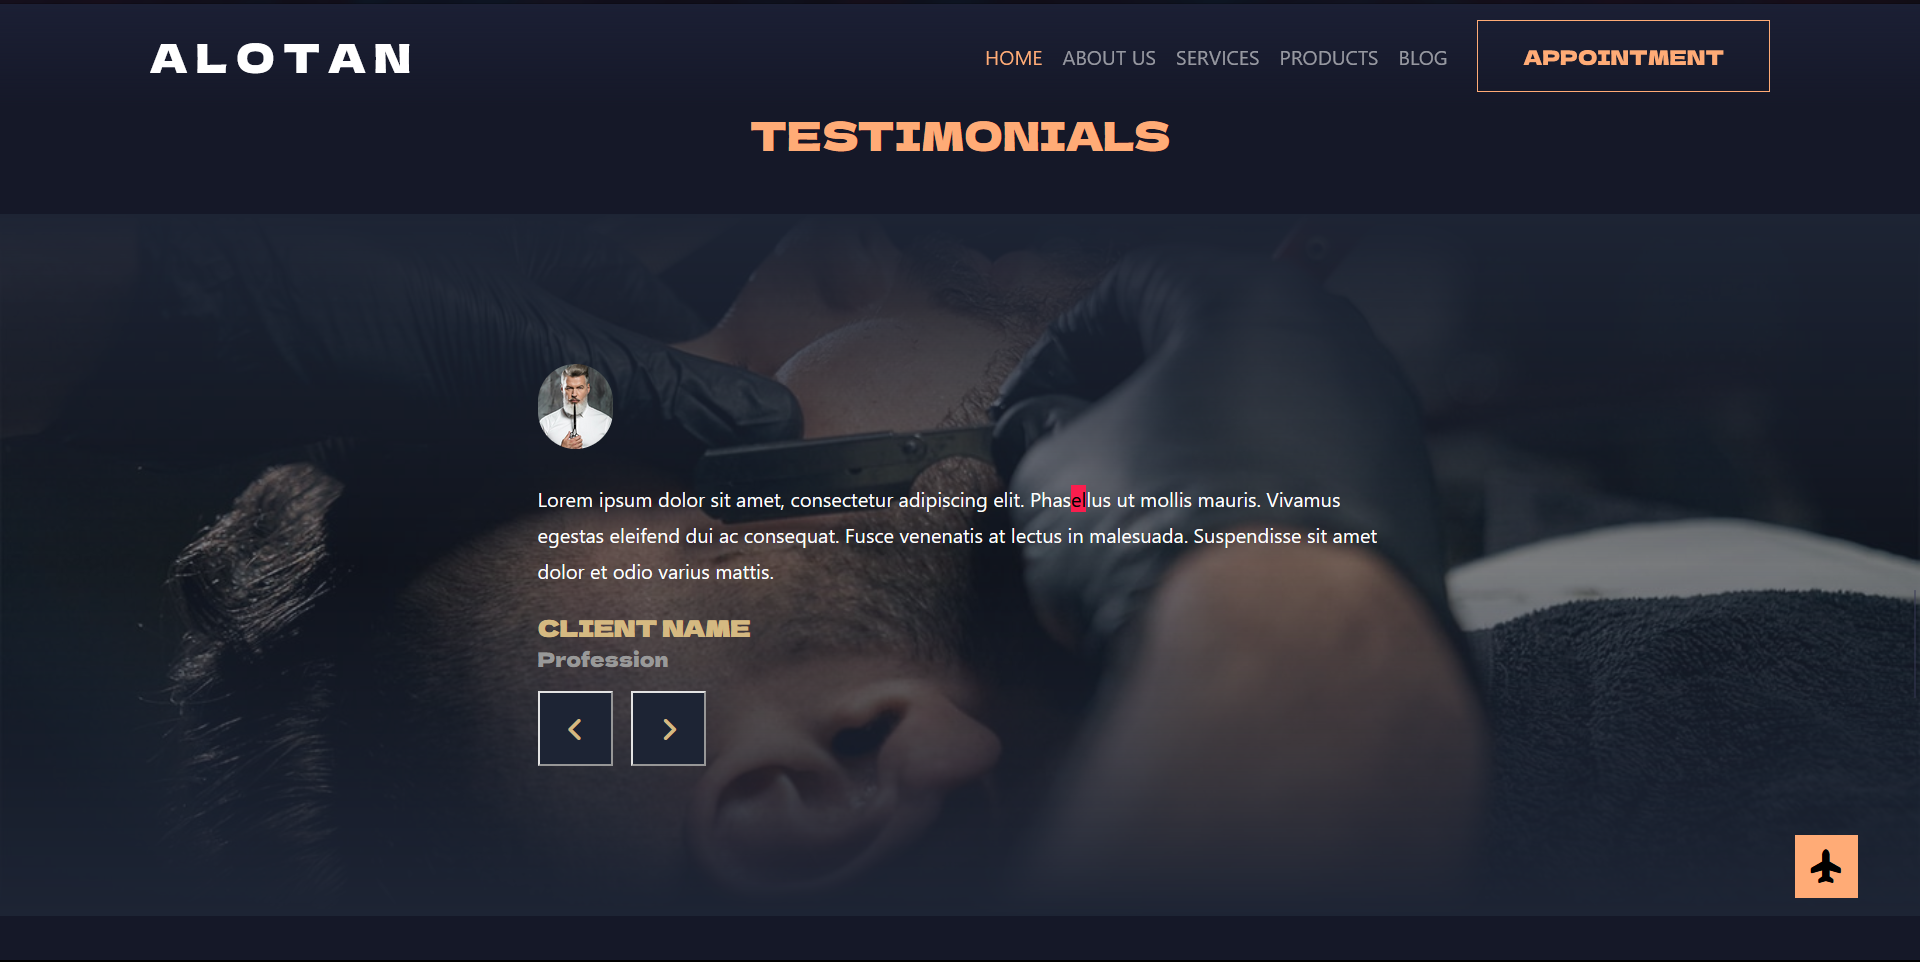 ALOTAN
HOME ABOUT US SERVICES PRODUCTS BLOG APPOINTMENT
TESTIMONIALS
Lorem ipsum dolor sit amet, consectetur adipiscing elit. Phasellus ut mollis mauris. Vivamus
egestas eleifend dui ac consequat. Fusce venenatis at lectus in malesuada. Suspendisse sit amet
dolor et odio varius mattis.
CLIENT NAME
Profession